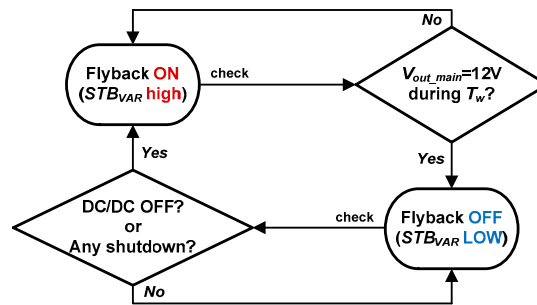 No
Flyback ON
(STBVAR high)
check
Vout_main=12V
during Tw?
Yes
Yes
DC/DC OFF?
or
Any shutdown?
check
Flyback OFF
(STBVAR LOW)
No